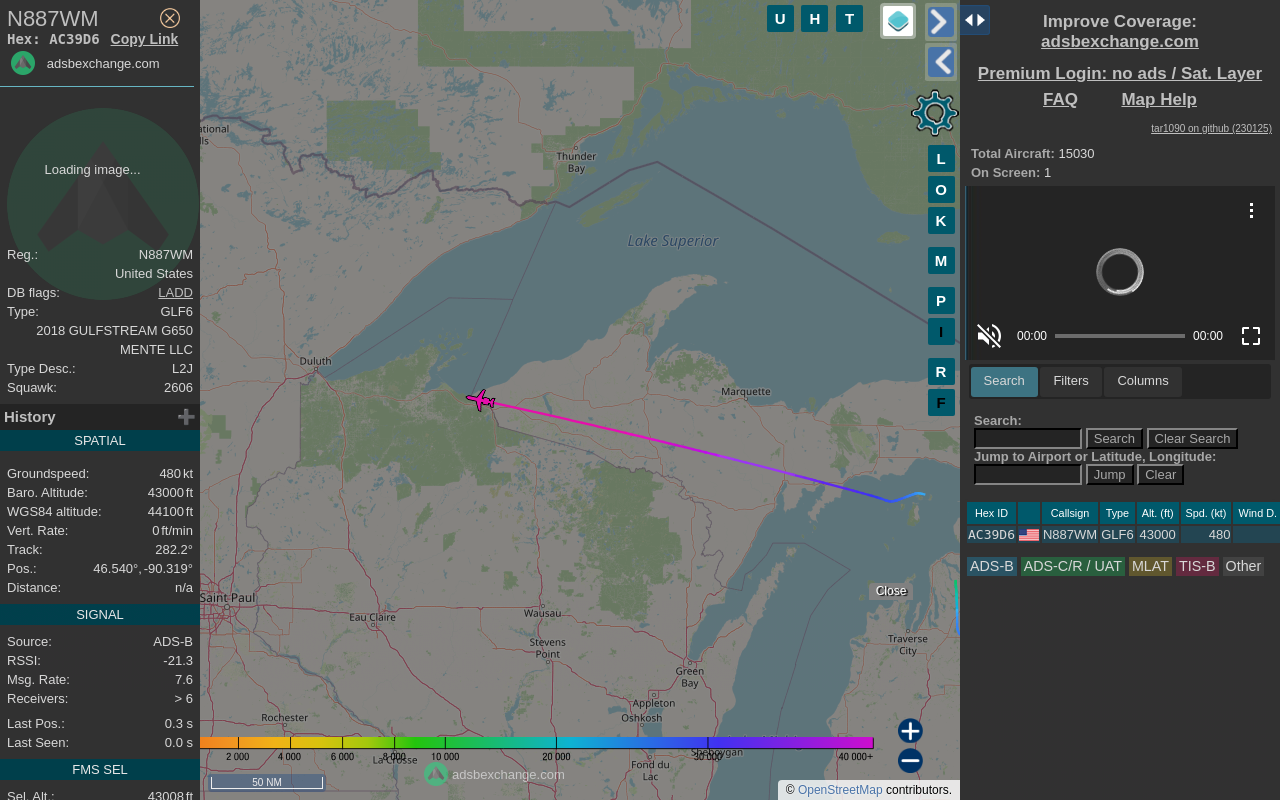 N887WM
Hex: AC39D6 Copy Link
adsbexchange.com
Loading image...
Reg.: N887WM
United States
DB flags: LADD
Type: GLF6
2018 GULFSTREAM G650
MENTE LLC
Type Desc.: L2J
Squawk: 2606
History
SPATIAL
Groundspeed: 480 kt
Baro. Altitude: 43000 ft
WGS84 altitude: 44100 ft
Vert. Rate: 0 ft/min
Track: 282.2°
Pos.: 46.540°, -90.319°
Distance: n/a
SIGNAL
Source: ADS-B
RSSI: -21.3
Msg. Rate: 7.6
Receivers: > 6
Last Pos.: 0.3 s
Last Seen: 0.0 s
FMS SEL
Sel. Alt.: 43008 ft
U H T
Thunder
Bay
Lake Superior
Duluth
Marquette
Saint Paul
Eau Claire
Wausau
Stevens
Point
Green
Bay
Traverse
City
Appleton
Oshkosh
Rochester
La Crosse
Fond du
Lac
Sheboygan
Close
L
O
K
M
P
I
R
F
2 000 4 000 6 000 8 000 10 000 20 000 30 000 40 000+
adsbexchange.com
50 NM
© OpenStreetMap contributors.
Improve Coverage:
adsbexchange.com
Premium Login: no ads / Sat. Layer
FAQ Map Help
tar1090 on github (230125)
Total Aircraft: 15030
On Screen: 1
00:00 00:00
Search Filters Columns
Search:
Search Clear Search
Jump to Airport or Latitude, Longitude:
Jump Clear
Hex ID Callsign Type Alt. (ft) Spd. (kt) Wind D.
AC39D6 N887WM GLF6 43000 480
ADS-B ADS-C/R / UAT MLAT TIS-B Other